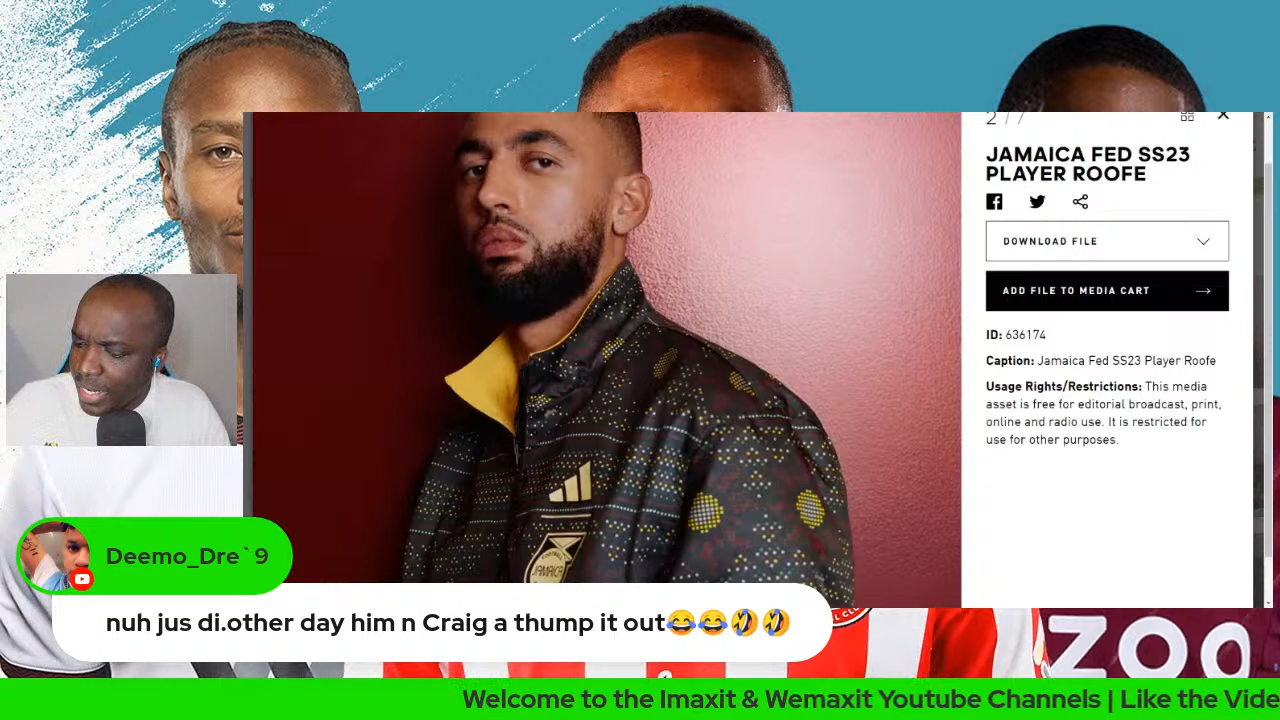 2 / 7
JAMAICA FED SS23
PLAYER ROOFE
DOWNLOAD FILE
ADD FILE TO MEDIA CART
ID: 636174
Caption: Jamaica Fed SS23 Player Roofe
Usage Rights/Restrictions: This media
asset is free for editorial broadcast, print,
online and radio use. It is restricted for
use for other purposes.
JAMAICA
Deemo_Dre`9
nuh jus di.other day him n Craig a thump it out😂😂🤣🤣
ZOO
Welcome to the Imaxit & Wemaxit Youtube Channels | Like the Vide